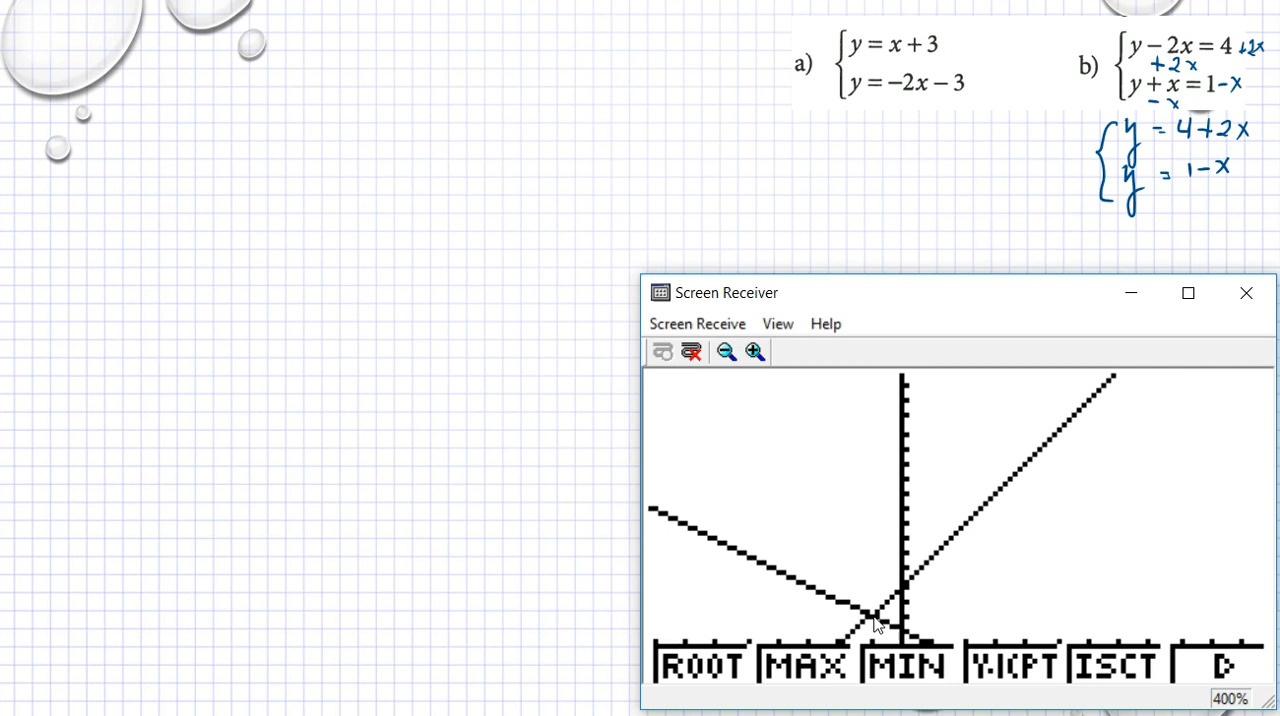 a) y = x + 3
y = −2x − 3
b) y − 2x = 4 +2x
+2x
y + x = 1 -x
- x
y = 4+2x
y = 1-x
Screen Receiver
Screen Receive View Help
ROOT MAX MIN Y-ICPT ISCT
400%